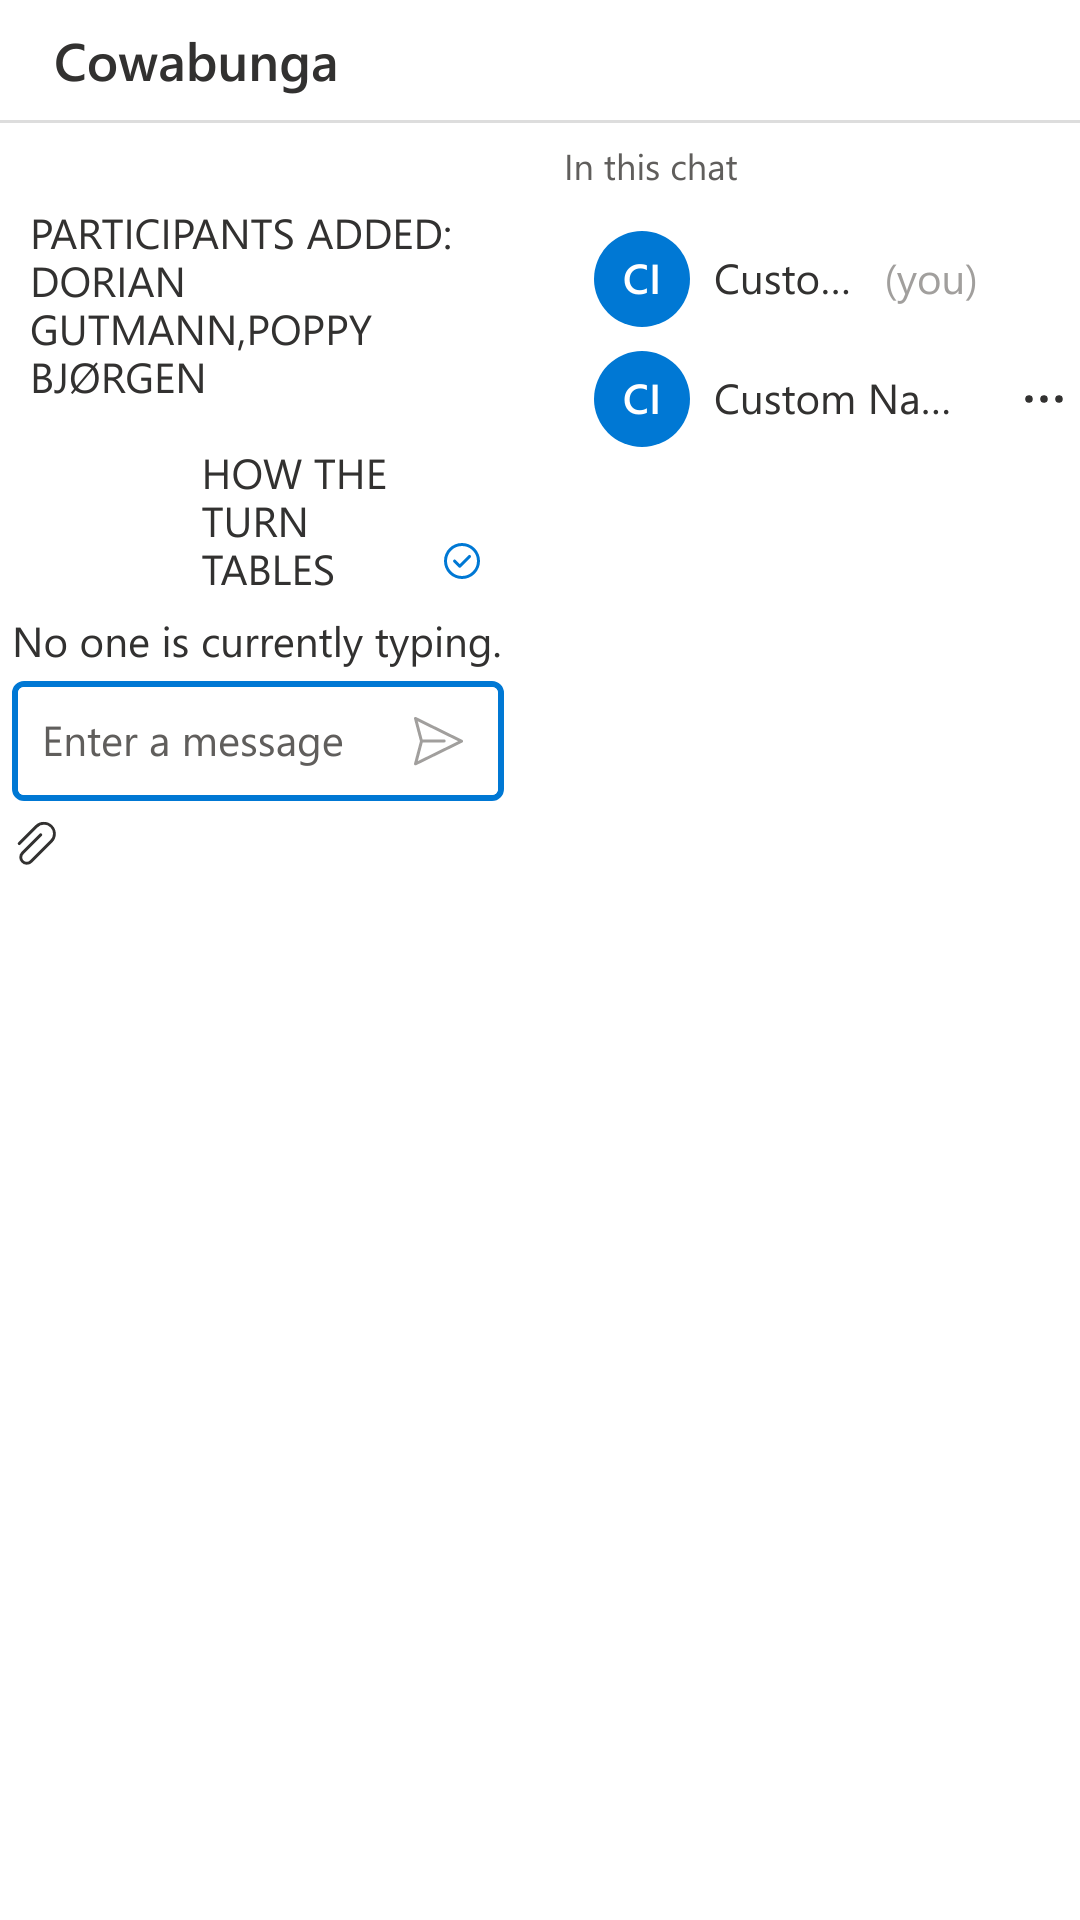 Cowabunga
PARTICIPANTS ADDED:
DORIAN
GUTMANN,POPPY
BJØRGEN
HOW THE
TURN
TABLES
No one is currently typing.
Enter a message
In this chat
CI Custo... (you)
CI Custom Na...